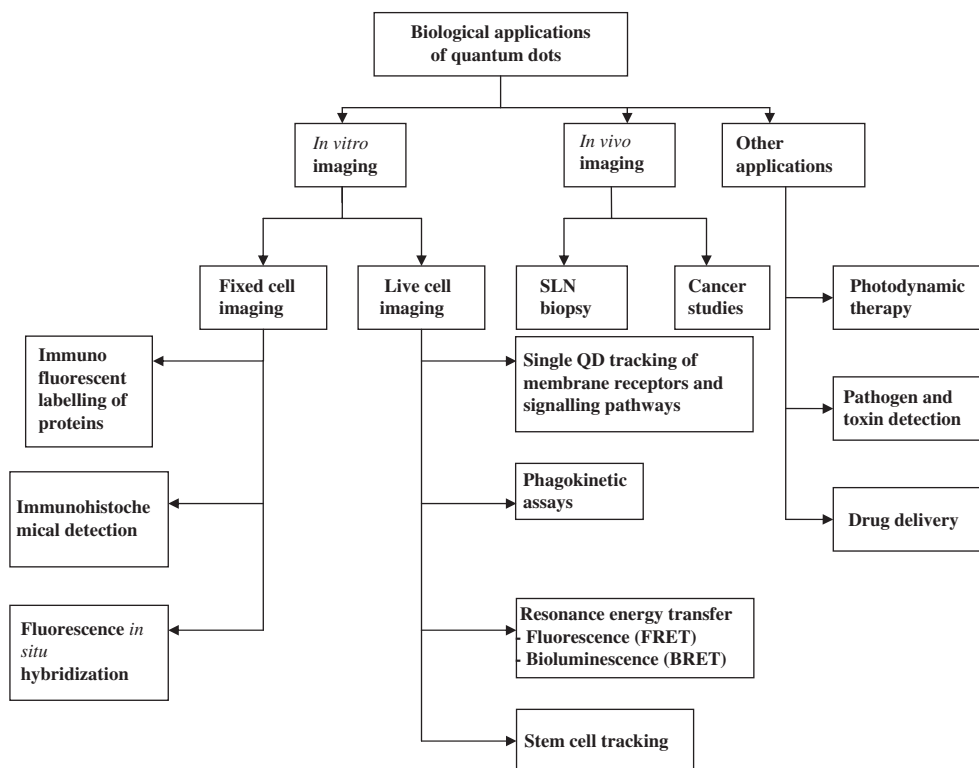 Biological applications
of quantum dots
In vitro
imaging
In vivo
imaging
Other
applications
Fixed cell
imaging
Live cell
imaging
SLN
biopsy
Cancer
studies
Photodynamic
therapy
Immuno
fluorescent
labelling of
proteins
Single QD tracking of
membrane receptors and
signalling pathways
Pathogen and
toxin detection
Immunohistoche
mical detection
Phagokinetic
assays
Drug delivery
Fluorescence in
situ
hybridization
Resonance energy transfer
- Fluorescence (FRET)
- Bioluminescence (BRET)
Stem cell tracking